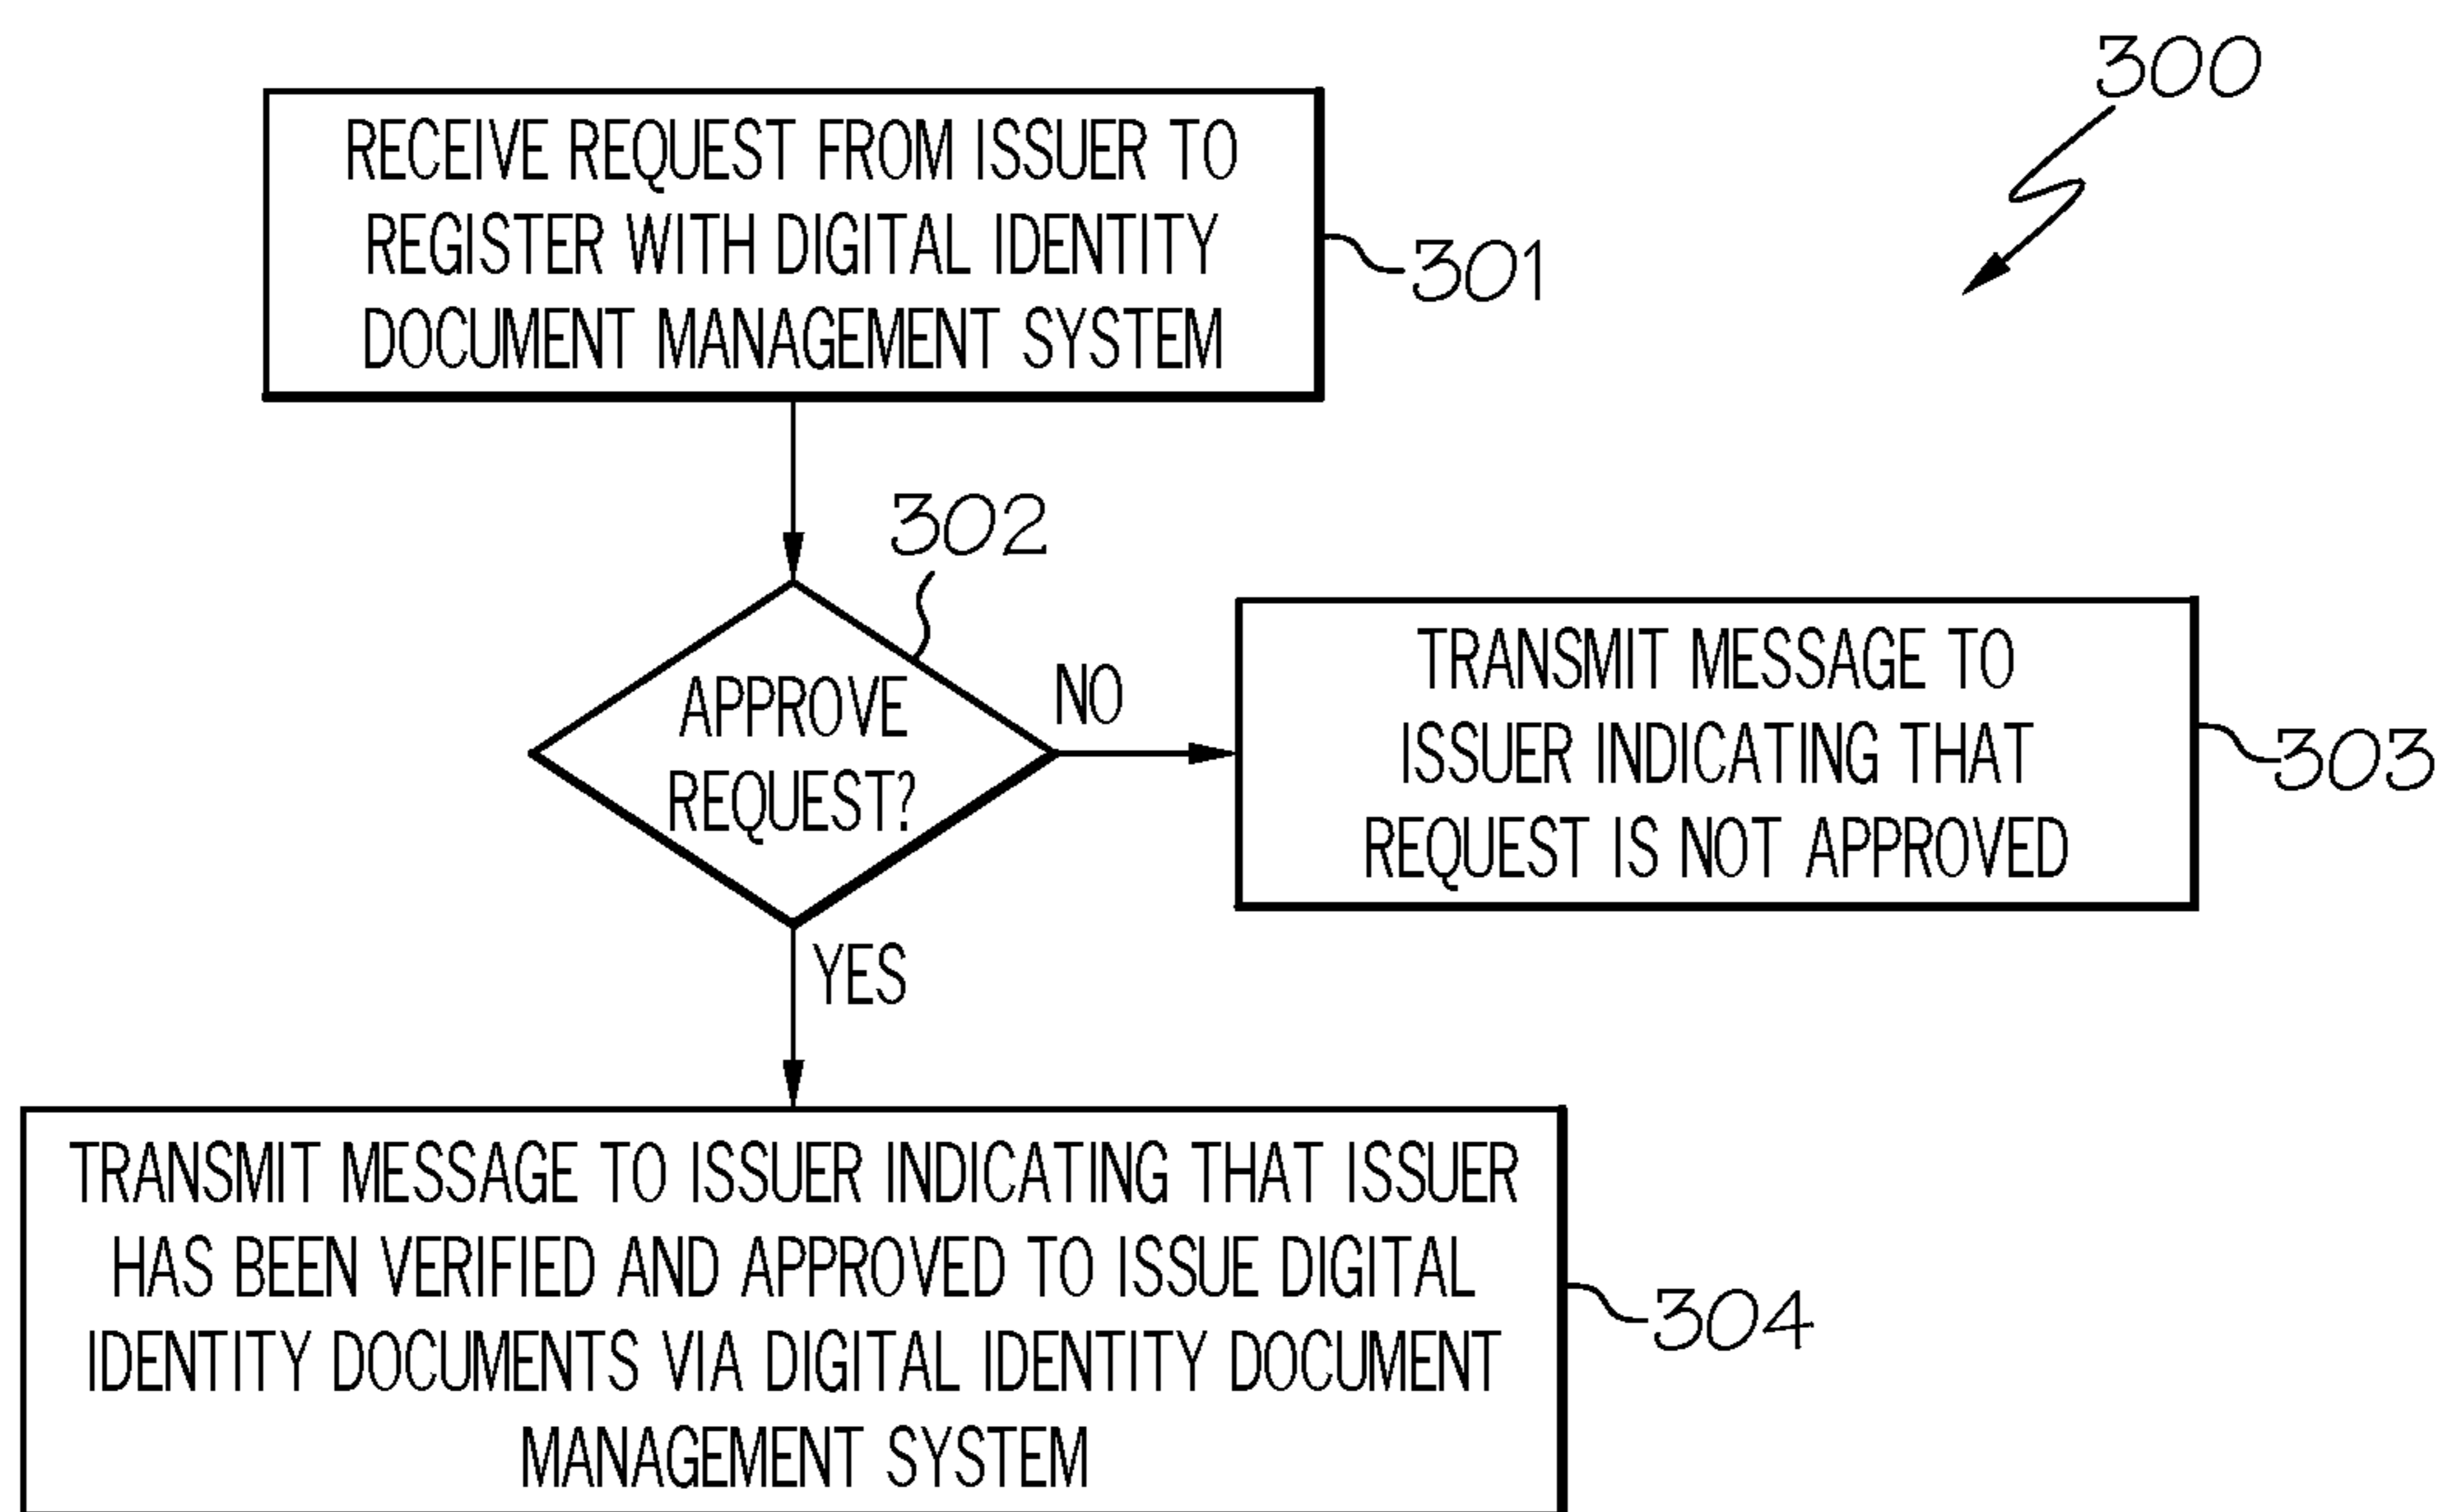 300
RECEIVE REQUEST FROM ISSUER TO
REGISTER WITH DIGITAL IDENTITY
DOCUMENT MANAGEMENT SYSTEM
301
302
APPROVE
REQUEST?
NO
TRANSMIT MESSAGE TO
ISSUER INDICATING THAT
REQUEST IS NOT APPROVED
303
YES
TRANSMIT MESSAGE TO ISSUER INDICATING THAT ISSUER
HAS BEEN VERIFIED AND APPROVED TO ISSUE DIGITAL
IDENTITY DOCUMENTS VIA DIGITAL IDENTITY DOCUMENT
MANAGEMENT SYSTEM
304